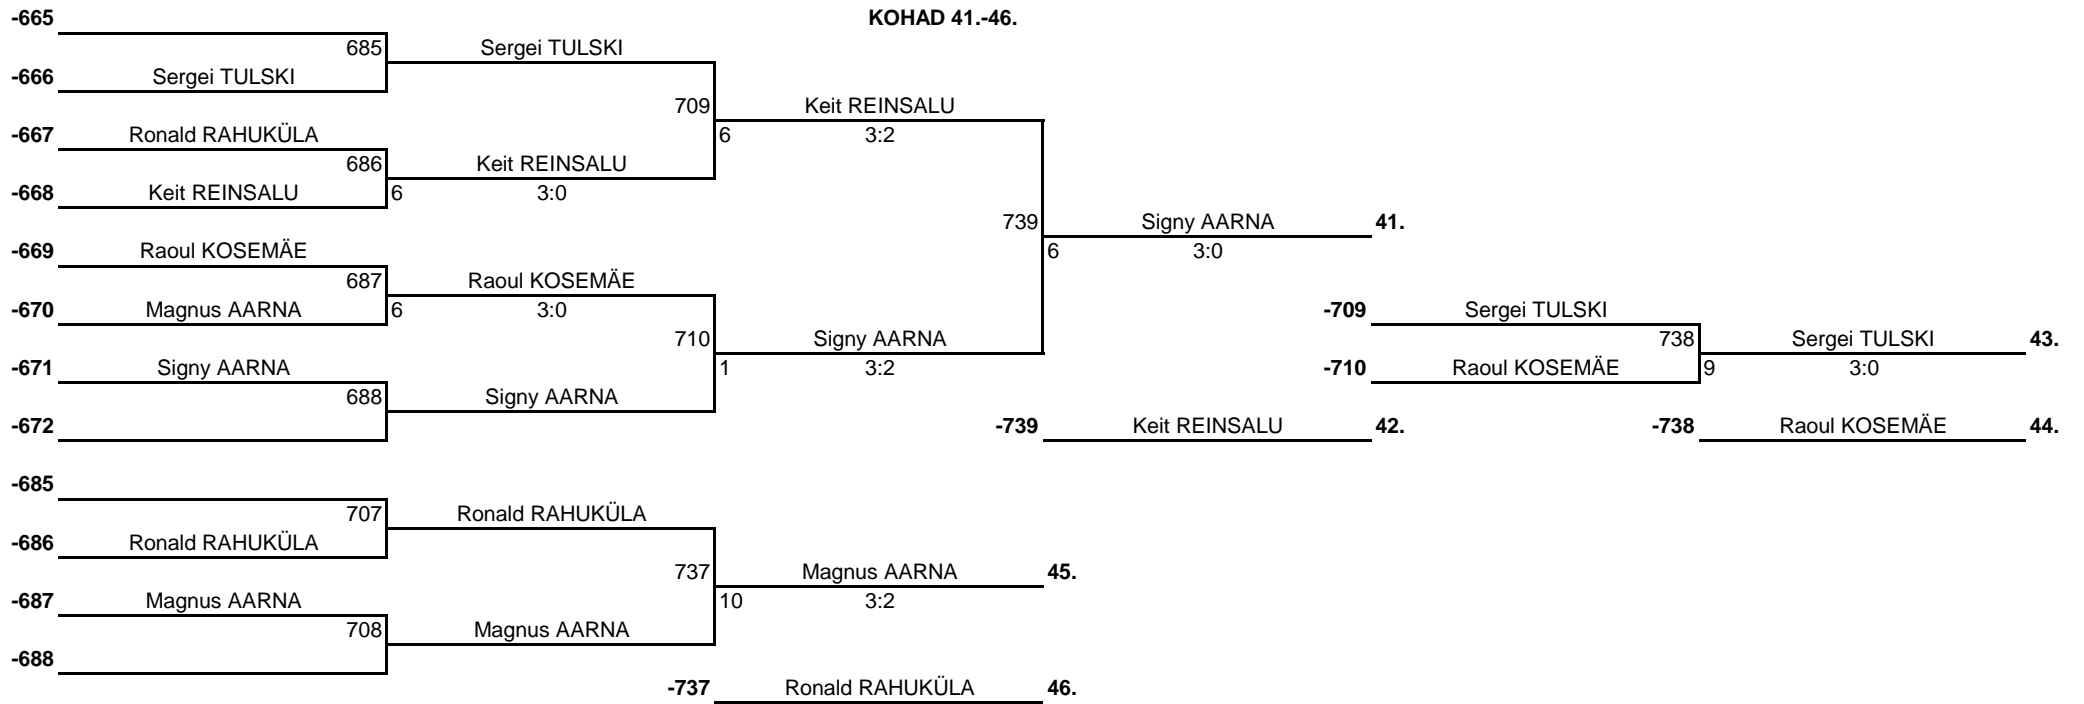 -665 KOHAD 41.-46.
685 Sergei TULSKI
-666 Sergei TULSKI
709 Keit REINSALU
-667 Ronald RAHUKÜLA 6 3:2
686 Keit REINSALU
-668 Keit REINSALU 6 3:0
739 Signy AARNA 41.
-669 Raoul KOSEMÄE 6 3:0
687 Raoul KOSEMÄE
-670 Magnus AARNA 6 3:0 -709 Sergei TULSKI
710 Signy AARNA 738 Sergei TULSKI 43.
-671 Signy AARNA 1 3:2 -710 Raoul KOSEMÄE 9 3:0
688 Signy AARNA
-672 -739 Keit REINSALU 42. -738 Raoul KOSEMÄE 44.
-685
707 Ronald RAHUKÜLA
-686 Ronald RAHUKÜLA
737 Magnus AARNA 45.
-687 Magnus AARNA 10 3:2
708 Magnus AARNA
-688
-737 Ronald RAHUKÜLA 46.